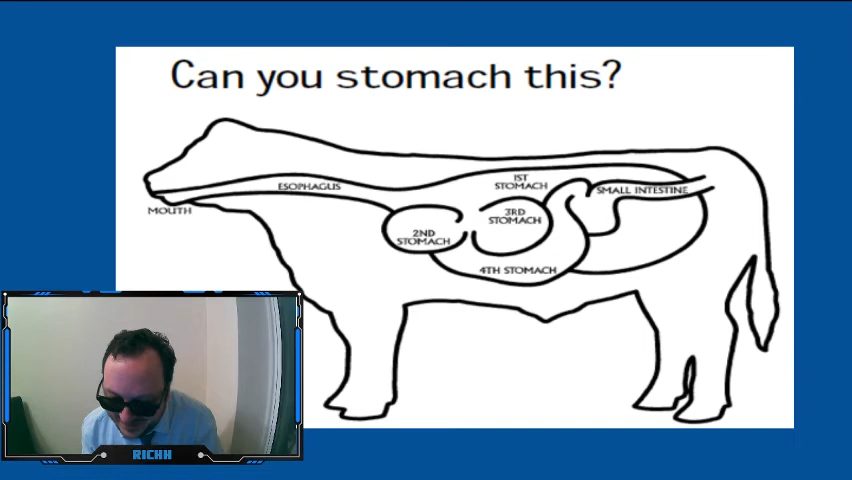 Can you stomach this?
1ST
STOMACH
ESOPHAGUS
SMALL INTESTINE
MOUTH
3RD
STOMACH
2ND
STOMACH
4TH STOMACH
RICHH